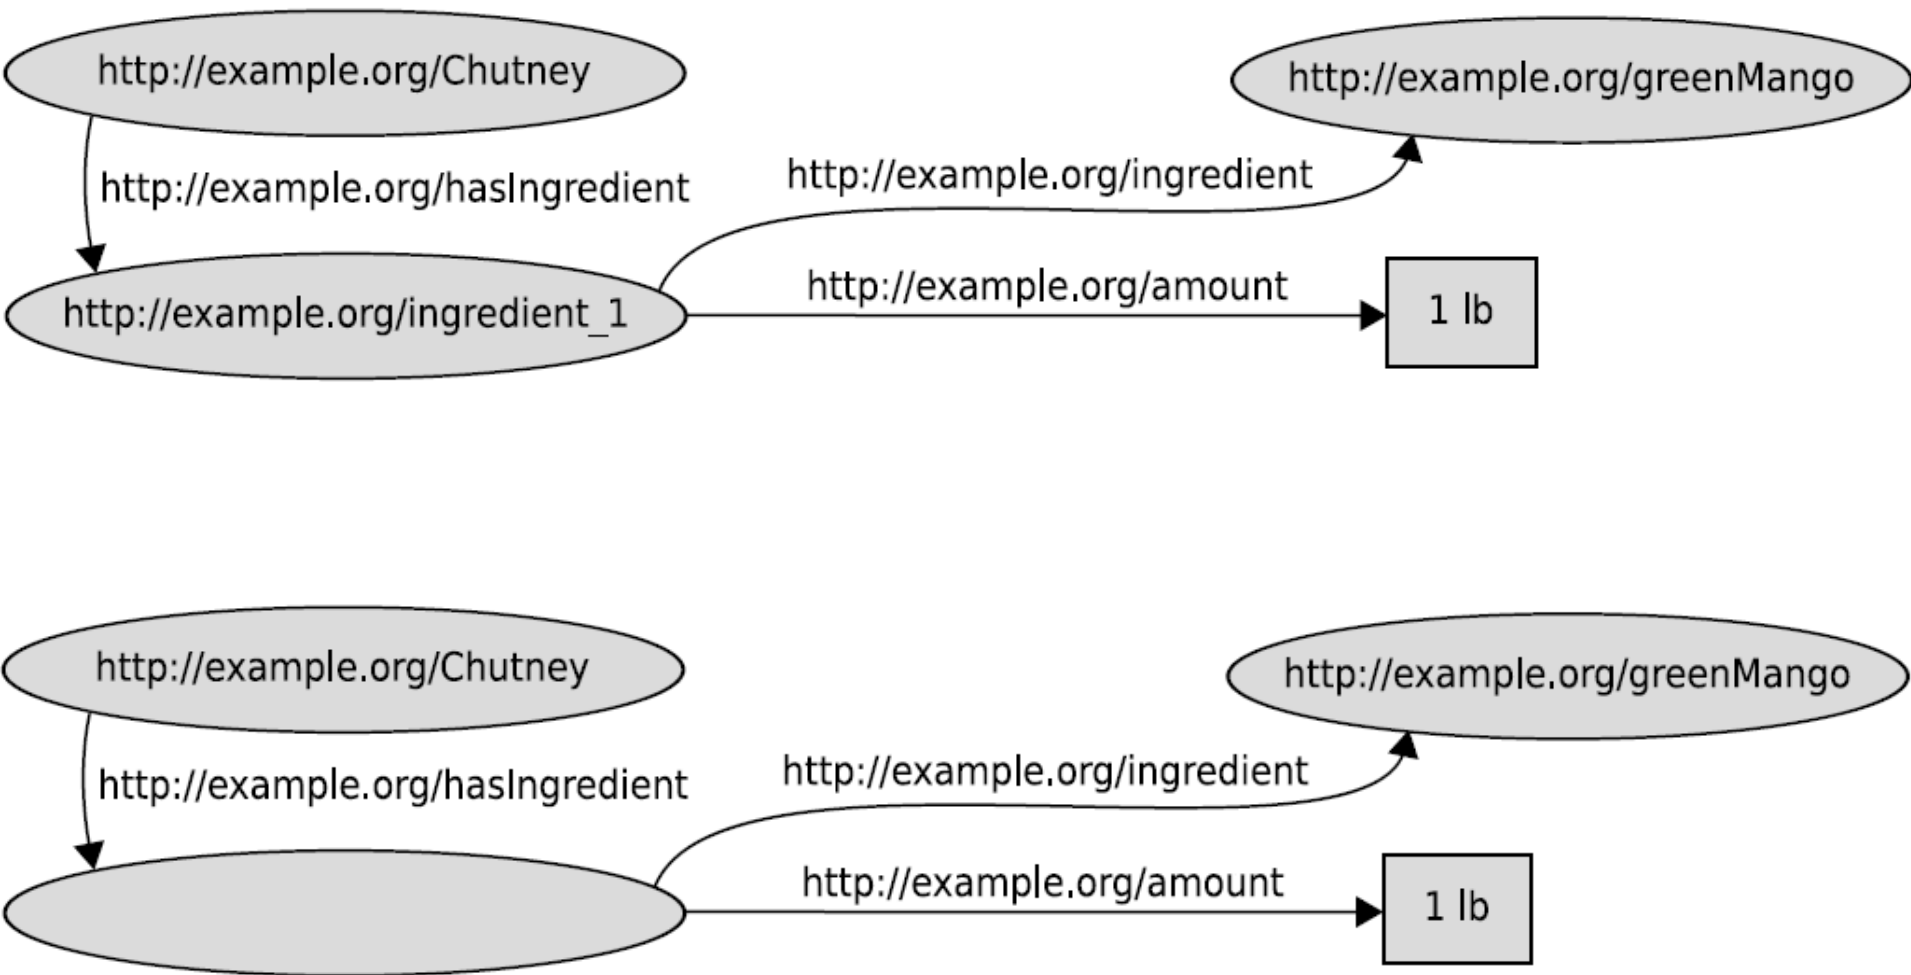 http://example.org/Chutney
http://example.org/greenMango
http://example.org/hasIngredient
http://example.org/ingredient
http://example.org/ingredient_1
http://example.org/amount
1 lb
http://example.org/Chutney
http://example.org/greenMango
http://example.org/hasIngredient
http://example.org/ingredient
http://example.org/amount
1 lb